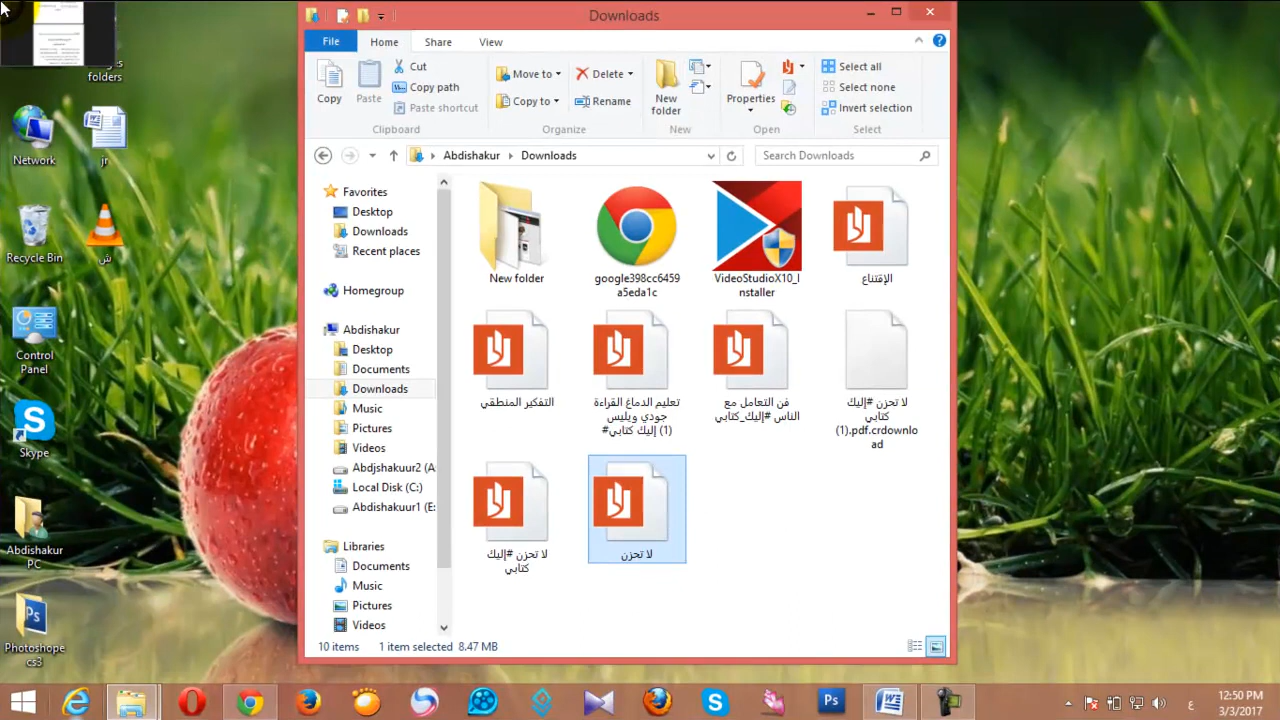 Downloads
File
Home
Share
View
Copy
Paste
Cut
Copy path
Paste shortcut
Clipboard
Move to
Copy to
Delete
Rename
Organize
New
folder
New
Properties
Open
Select all
Select none
Invert selection
Select
Abdishakur
Downloads
Search Downloads
Favorites
Desktop
Downloads
Recent places
Homegroup
Abdishakur
Desktop
Documents
Downloads
Music
Pictures
Videos
Abdjshakuur2 (A:
Local Disk (C:)
Abdishakuur1 (E:
Libraries
Documents
Music
Pictures
Videos
New folder
google398cc6459
a5eda1c
VideoStudioX10_I
nstaller
الإقتناع
التفكير المنطقي
تعليم الدماغ القراءة
جودي ويليس
(1) إليك كتابي#
فن التعامل مع
الناس #إليك_كتابي
لا تحزن #إليك
كتابي
(1).pdf.crdownlo
ad
لا تحزن #إليك
كتابي
لا تحزن
10 items
1 item selected
8.47 MB
folders
Network
jr
Recycle Bin
ش
Control
Panel
Skype
Abdishakur
PC
Photoshope
cs3
Ps
Ps
ع
12:50 PM
3/3/2017